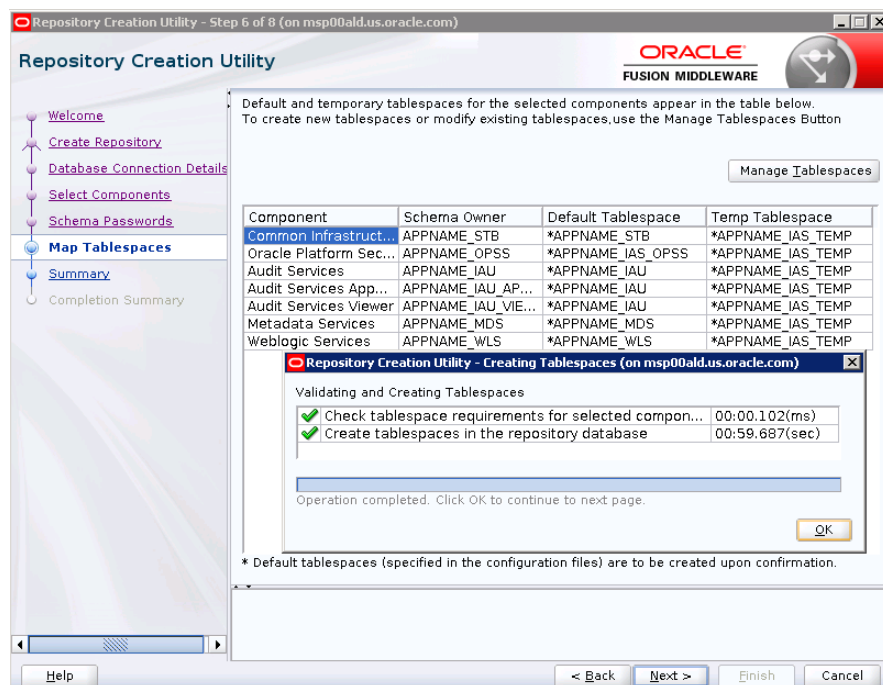 Repository Creation Utility - Step 6 of 8 (on msp00ald.us.oracle.com)
Repository Creation Utility
ORACLE
FUSION MIDDLEWARE
Welcome
Create Repository
Database Connection Details
Select Components
Schema Passwords
Map Tablespaces
Summary
Completion Summary
Default and temporary tablespaces for the selected components appear in the table below.
To create new tablespaces or modify existing tablespaces,use the Manage Tablespaces Button
Manage Tablespaces
Component Schema Owner Default Tablespace Temp Tablespace
Common Infrastruct... APPNAME_STB *APPNAME_STB *APPNAME_IAS_TEMP
Oracle Platform Sec... APPNAME_OPSS *APPNAME_IAS_OPSS *APPNAME_IAS_TEMP
Audit Services APPNAME_IAU *APPNAME_IAU *APPNAME_IAS_TEMP
Audit Services App... APPNAME_IAU_AP... *APPNAME_IAU *APPNAME_IAS_TEMP
Audit Services Viewer APPNAME_IAU_VIE... *APPNAME_IAU *APPNAME_IAS_TEMP
Metadata Services APPNAME_MDS *APPNAME_MDS *APPNAME_IAS_TEMP
Weblogic Services APPNAME_WLS *APPNAME_WLS *APPNAME_IAS_TEMP
Repository Creation Utility - Creating Tablespaces (on msp00ald.us.oracle.com)
Validating and Creating Tablespaces
Check tablespace requirements for selected compon... 00:00.102(ms)
Create tablespaces in the repository database 00:59.687(sec)
Operation completed. Click OK to continue to next page.
OK
* Default tablespaces (specified in the configuration files) are to be created upon confirmation.
Help
< Back
Next >
Finish
Cancel